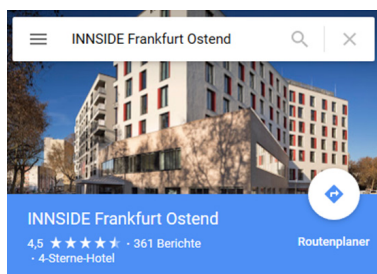 INNSIDE Frankfurt Ostend
INNSIDE Frankfurt Ostend
4,5 ★★★★★ · 361 Berichte
· 4-Sterne-Hotel
Routenplaner